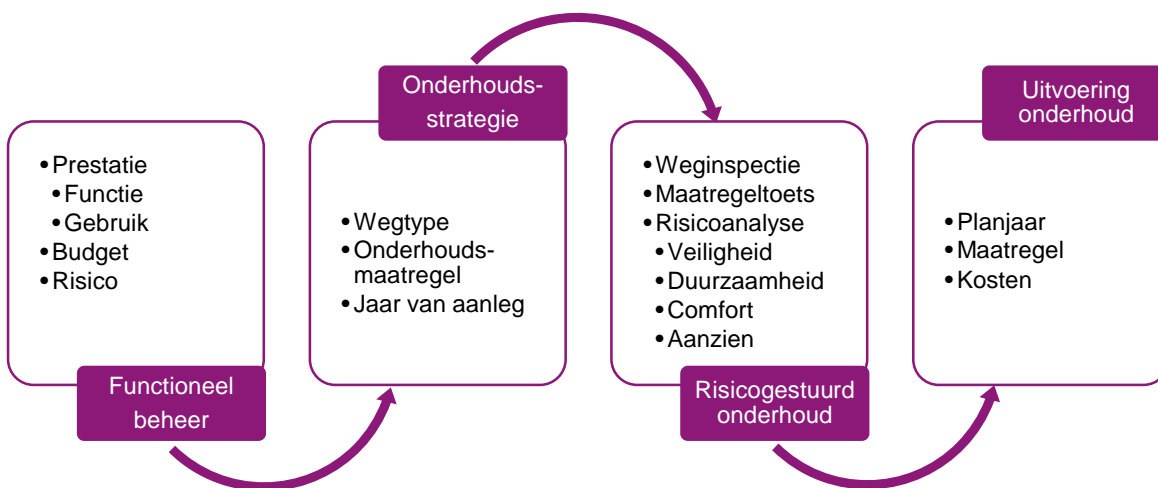 • Prestatie
• Functie
• Gebruik
• Budget
• Risico
Functioneel
beheer
Onderhouds-
strategie
• Wegtype
• Onderhouds-
maatregel
• Jaar van aanleg
• Weginspectie
• Maatregeltoets
• Risicoanalyse
• Veiligheid
• Duurzaamheid
• Comfort
• Aanzien
Risicogestuurd
onderhoud
Uitvoering
onderhoud
• Planjaar
• Maatregel
• Kosten